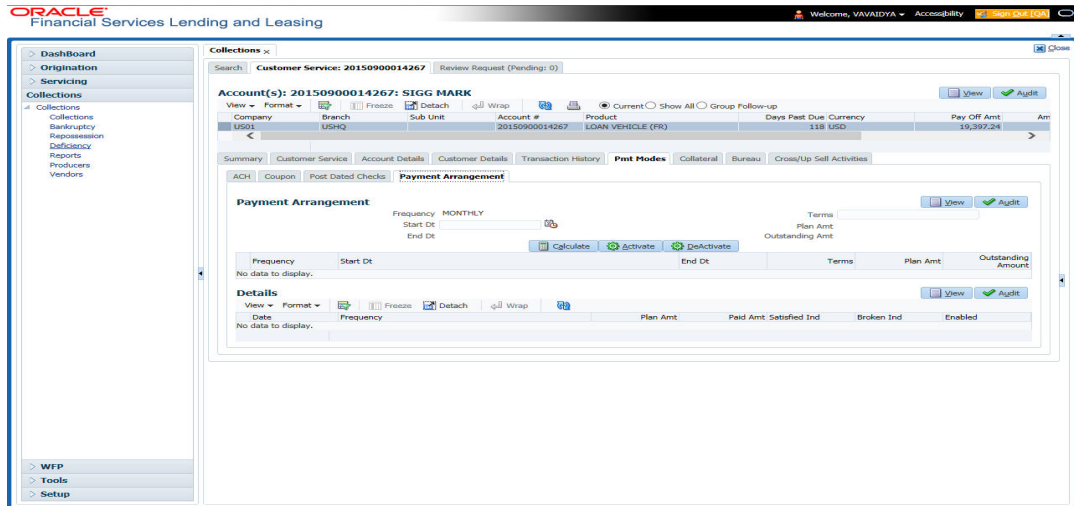 ORACLE
Financial Services Lending and Leasing
Welcome, VAVAIDYA Accessibility Sign Out [QA]
Close
DashBoard
Origination
Servicing
Collections
Collections
Collections
Bankruptcy
Repossession
Deficiency
Reports
Producers
Vendors
WFP
Tools
Setup
Collections ×
Search Customer Service: 20150900014267 Review Request (Pending: 0)
Account(s): 20150900014267: SIGG MARK
View Audit
View Format Freeze Detach Wrap Current Show All Group Follow-up
Company Branch Sub Unit Account # Product Days Past Due Currency Pay Off Amt Am
US01 USHQ 20150900014267 LOAN VEHICLE (FR) 118 USD 19,397.24
Summary Customer Service Account Details Customer Details Transaction History Pmt Modes Collateral Bureau Cross/Up Sell Activities
ACH Coupon Post Dated Checks Payment Arrangement
Payment Arrangement
View Audit
Frequency MONTHLY Terms
Start Dt Plan Amt
End Dt Outstanding Amt
Calculate Activate DeActivate
Frequency Start Dt End Dt Terms Plan Amt Outstanding Amount
No data to display.
Details
View Audit
View Format Freeze Detach Wrap
Date Frequency Plan Amt Paid Amt Satisfied Ind Broken Ind Enabled
No data to display.